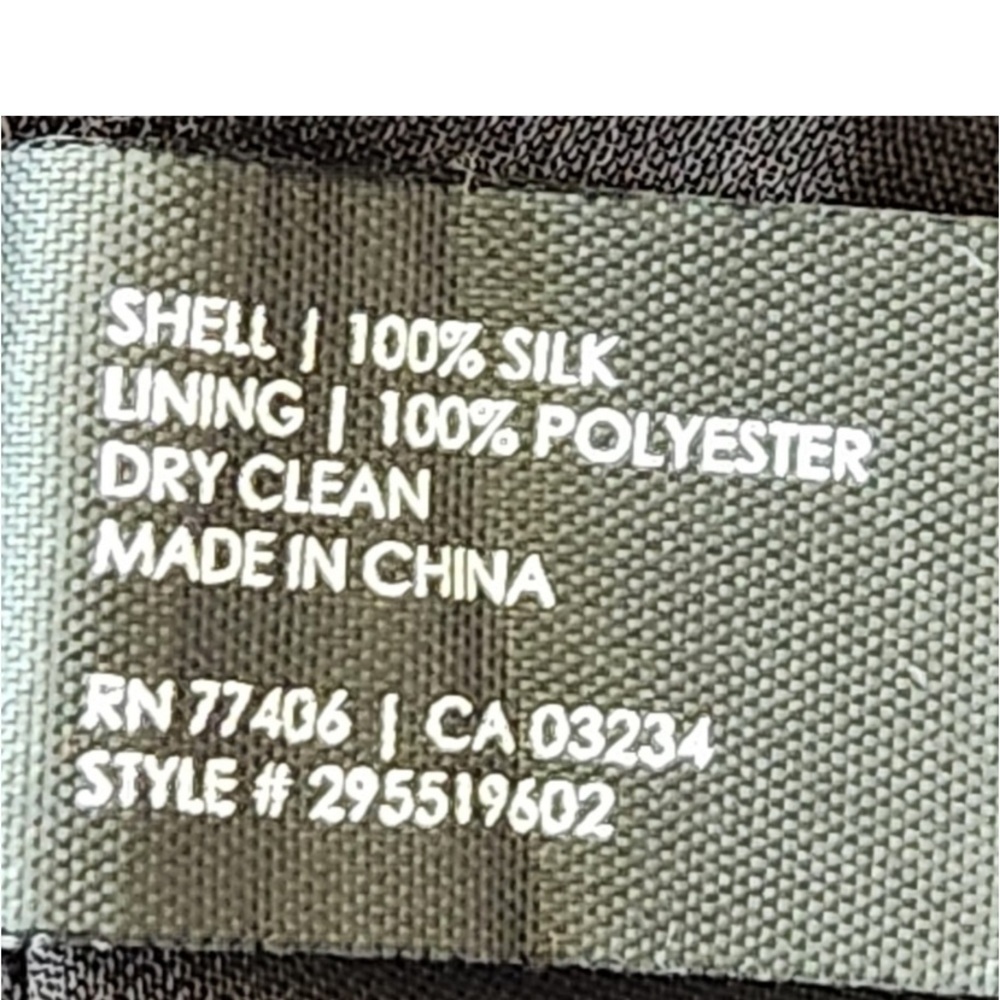 SHELL | 100% SILK
LINING | 100% POLYESTER
DRY CLEAN
MADE IN CHINA
RN 77406 | CA 03234
STYLE # 295519602